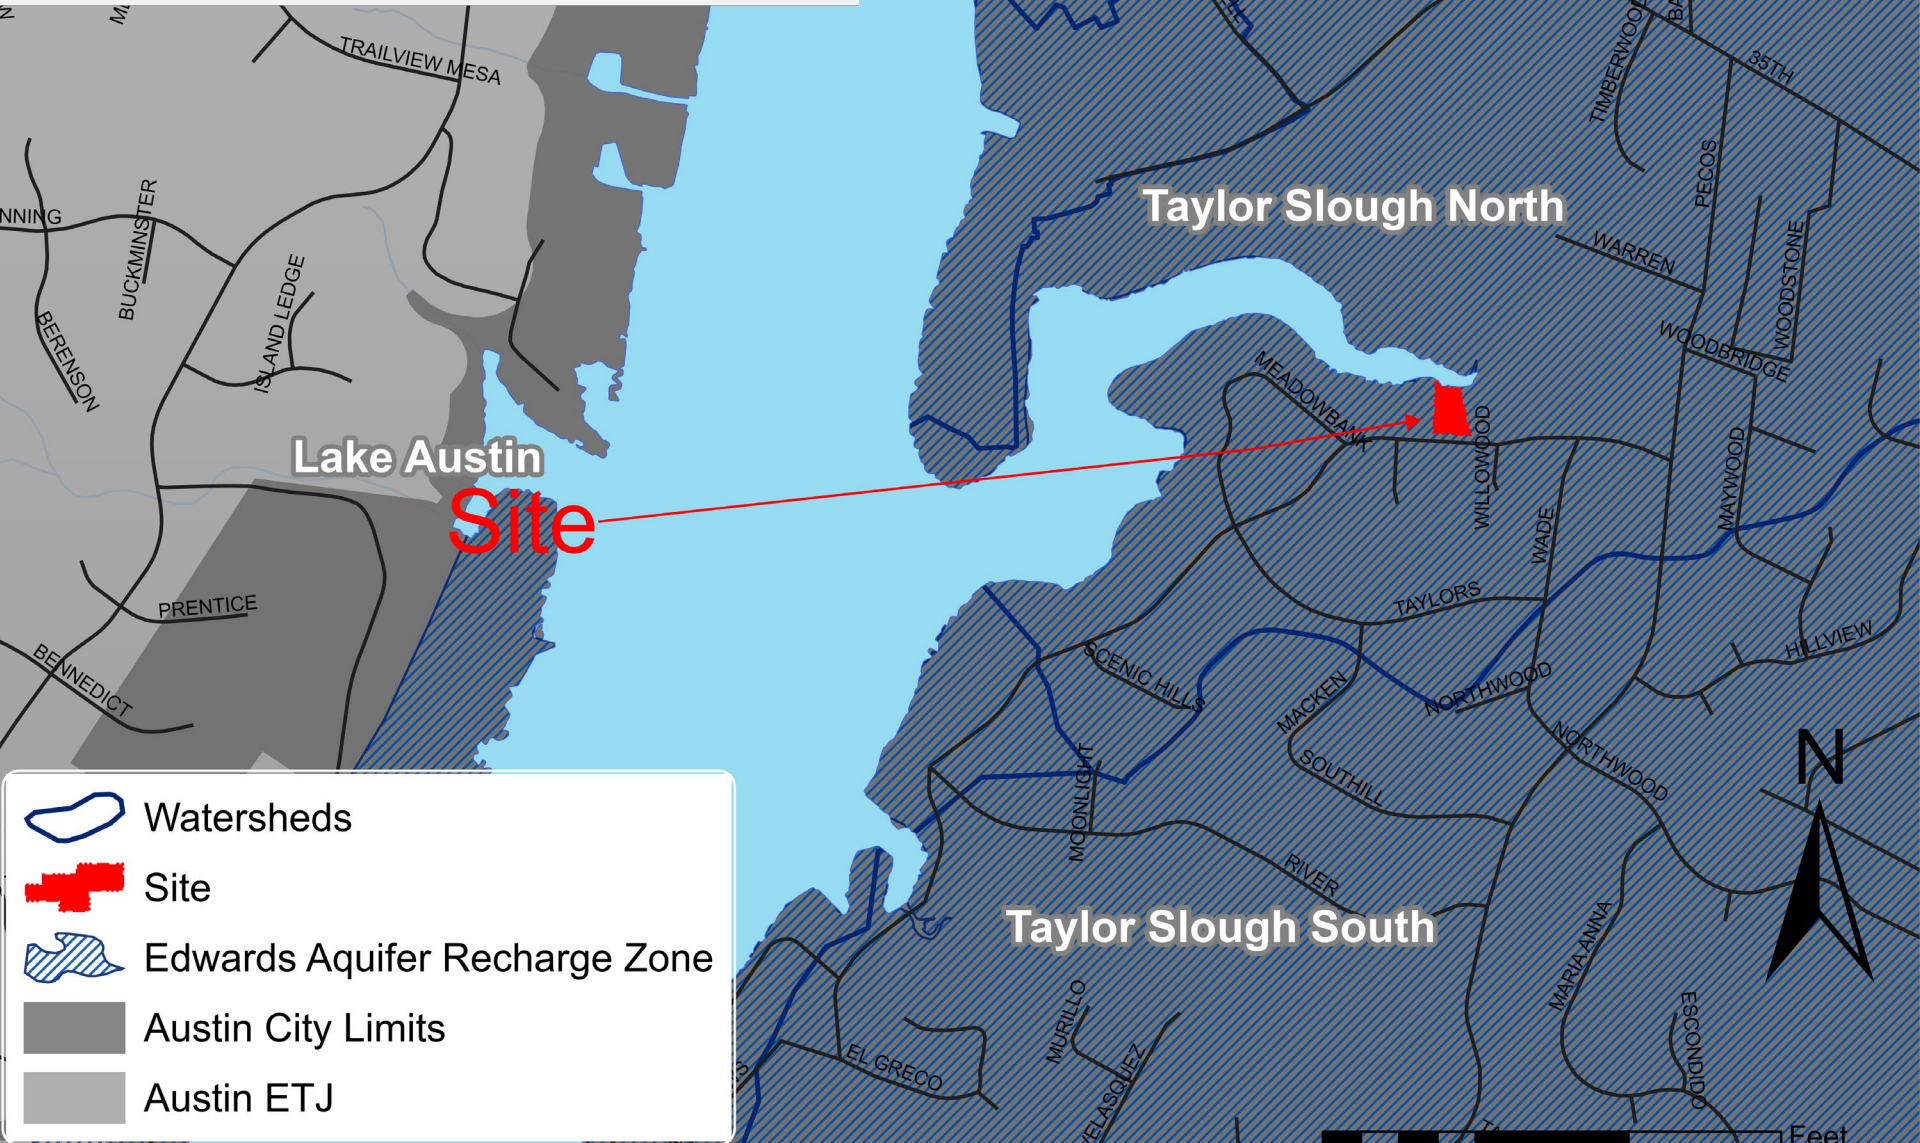 TRAILVIEW MESA
35TH
TIMBERWOOD
PECOS
NNING
BUCKMINSTER
Taylor Slough North
WARREN
WOODSTONE
ISLAND LEDGE
BERENSON
WOODBRIDGE
MEADOWBANK
Lake Austin
Site
WILLOWOOD
MAYWOOD
WADE
PRENTICE
TAYLORS
HILLVIEW
BENNEDICT
SCENIC HILLS
MACKEN
NORTHWOOD
NORTHWOOD
SOUTHILL
MOONLIGHT
N
RIVER
Taylor Slough South
MARIA ANNA
MURILLO
ESCONDIDO
EL GRECO
VELASQUEZ
Watersheds
Site
Edwards Aquifer Recharge Zone
Austin City Limits
Austin ETJ
Feet